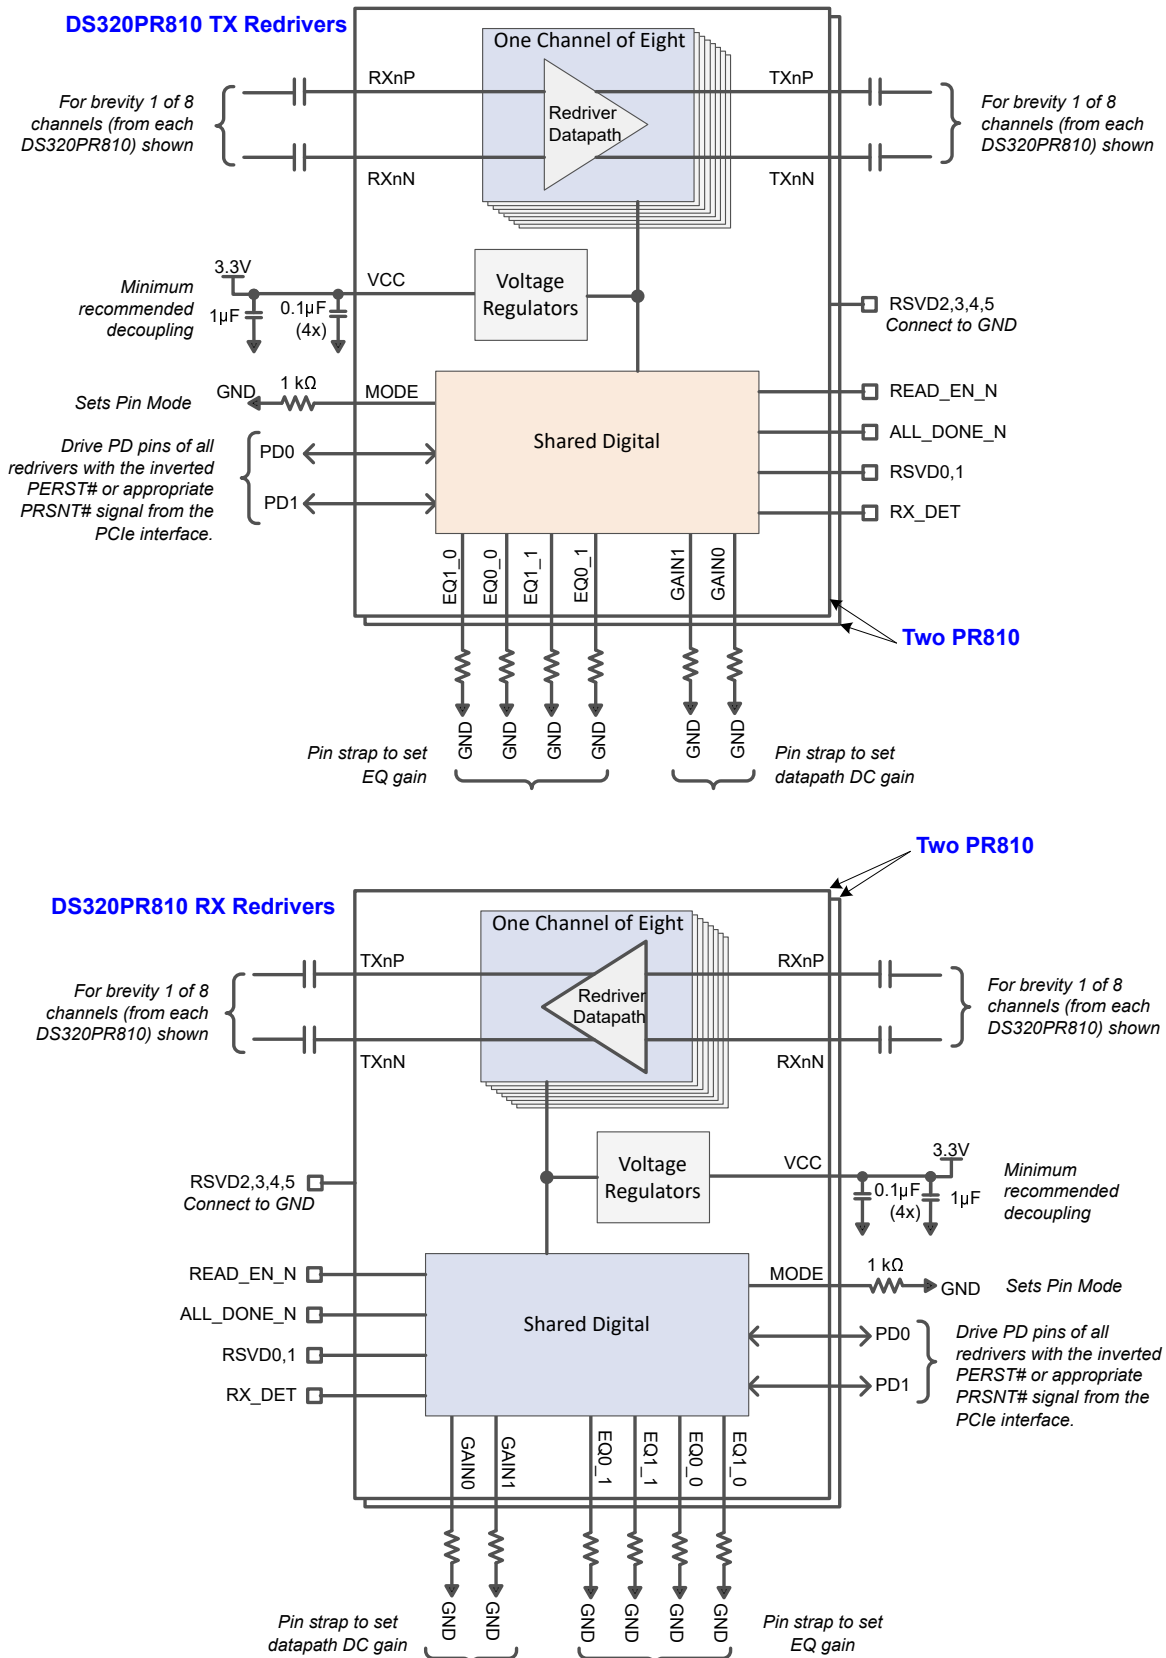 DS320PR810 TX Redrivers
One Channel of Eight
RXnP
TXnP
For brevity 1 of 8
channels (from each
DS320PR810) shown
Redriver
Datapath
For brevity 1 of 8
channels (from each
DS320PR810) shown
RXnN
TXnN
Minimum
recommended
decoupling
3.3V
1µF
0.1µF
(4x)
VCC
Voltage
Regulators
RSVD2,3,4,5
Connect to GND
Sets Pin Mode
GND
1 kΩ
MODE
Shared Digital
READ_EN_N
ALL_DONE_N
RSVD0,1
RX_DET
Drive PD pins of all
redrivers with the inverted
PERST# or appropriate
PRSNT# signal from the
PCIe interface.
PD0
PD1
EQ1_0
EQ0_0
EQ1_1
EQ0_1
GAIN1
GAIN0
Two PR810
GND
GND
GND
GND
GND
GND
Pin strap to set
EQ gain
Pin strap to set
datapath DC gain
Two PR810
DS320PR810 RX Redrivers
One Channel of Eight
TXnP
RXnP
For brevity 1 of 8
channels (from each
DS320PR810) shown
Redriver
Datapath
For brevity 1 of 8
channels (from each
DS320PR810) shown
TXnN
RXnN
Voltage
Regulators
VCC
3.3V
0.1µF
(4x)
1µF
Minimum
recommended
decoupling
RSVD2,3,4,5
Connect to GND
READ_EN_N
ALL_DONE_N
RSVD0,1
RX_DET
Shared Digital
MODE
1 kΩ
GND
Sets Pin Mode
PD0
PD1
Drive PD pins of all
redrivers with the inverted
PERST# or appropriate
PRSNT# signal from the
PCIe interface.
GAIN0
GAIN1
EQ0_1
EQ1_1
EQ0_0
EQ1_0
GND
GND
GND
GND
GND
GND
Pin strap to set
datapath DC gain
Pin strap to set
EQ gain